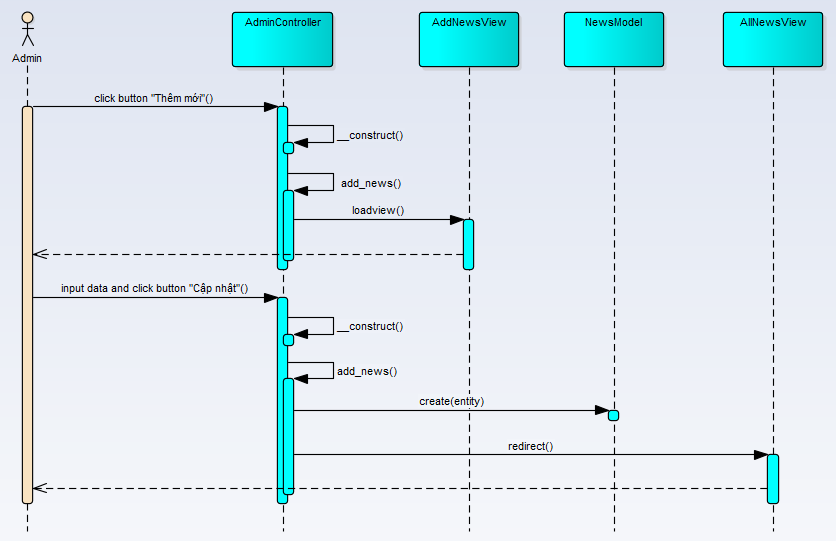 AdminController
AddNewsView
NewsModel
AllNewsView
Admin
click button "Thêm mới"()
__construct()
add_news()
loadview()
input data and click button "Cập nhật"()
__construct()
add_news()
create(entity)
redirect()